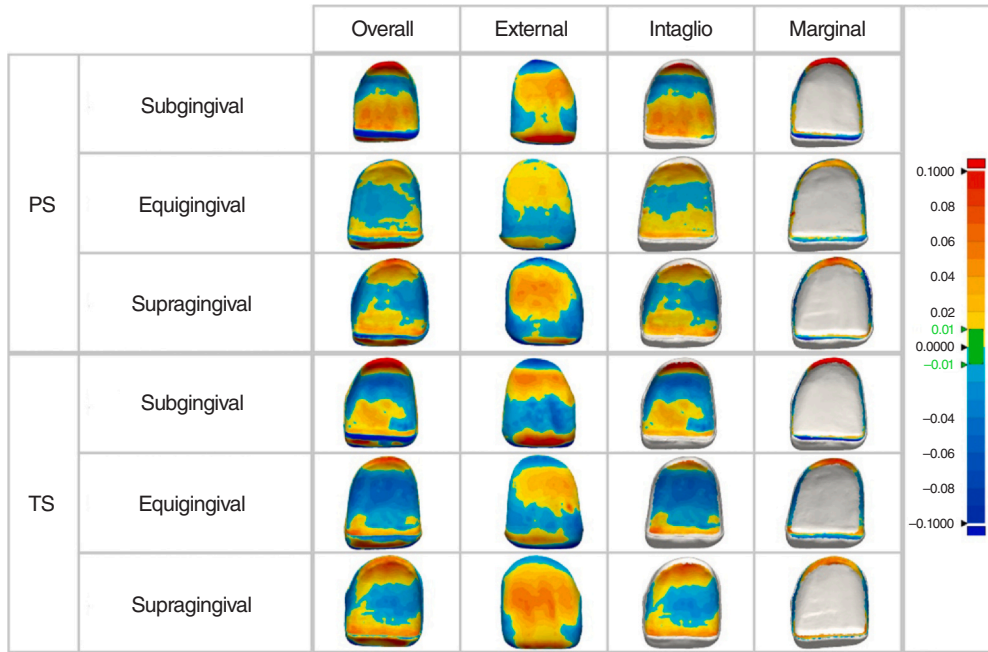 Overall External Intaglio Marginal
PS
Subgingival
Equigingival
Supragingival
TS
Subgingival
Equigingival
Supragingival
0.1000
0.08
0.06
0.04
0.02
0.01
0.0000
−0.01
−0.04
−0.06
−0.08
−0.1000